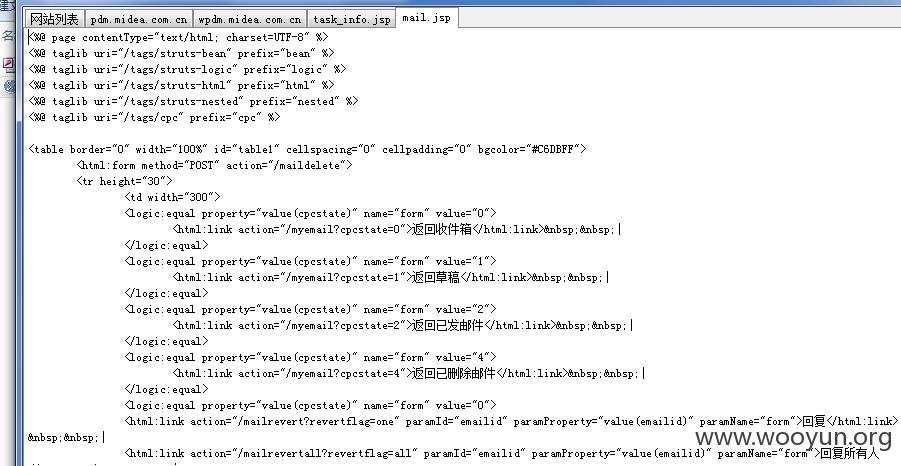 网站列表 pdm.midea.com.cn wpdm.midea.com.cn task_info.jsp mail.jsp
<%@ page contentType="text/html; charset=UTF-8" %>
<%@ taglib uri="/tags/struts-bean" prefix="bean" %>
<%@ taglib uri="/tags/struts-logic" prefix="logic" %>
<%@ taglib uri="/tags/struts-html" prefix="html" %>
<%@ taglib uri="/tags/struts-nested" prefix="nested" %>
<%@ taglib uri="/tags/cpc" prefix="cpc" %>
<table border="0" width="100%" id="table1" cellspacing="0" cellpadding="0" bgcolor="#C6DBFF">
<html:form method="POST" action="/maildelete">
<tr height="30">
<td width="300">
<logic:equal property="value(cpcstate)" name="form" value="0">
<html:link action="/myemail?cpcstate=0">返回收件箱</html:link>&nbsp;&nbsp;|
</logic:equal>
<logic:equal property="value(cpcstate)" name="form" value="1">
<html:link action="/myemail?cpcstate=1">返回草稿</html:link>&nbsp;&nbsp;|
</logic:equal>
<logic:equal property="value(cpcstate)" name="form" value="2">
<html:link action="/myemail?cpcstate=2">返回已发邮件</html:link>&nbsp;&nbsp;|
</logic:equal>
<logic:equal property="value(cpcstate)" name="form" value="4">
<html:link action="/myemail?cpcstate=4">返回已删除邮件</html:link>&nbsp;&nbsp;|
</logic:equal>
<logic:equal property="value(cpcstate)" name="form" value="0">
<html:link action="/mailrevert?revertflag=one" paramId="emailid" paramProperty="value(emailid)" paramName="form">回复</html:link>
&nbsp;&nbsp;|
<html:link action="/mailrevertall?revertflag=all" paramId="emailid" paramProperty="value(emailid)" paramName="form">回复所有人
www.wooyun.org